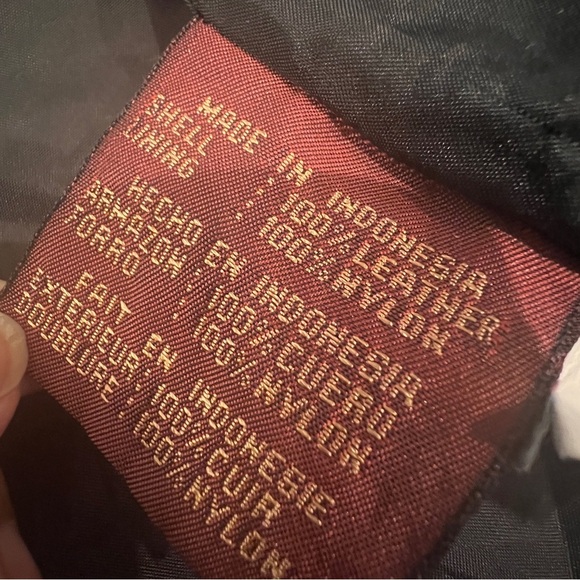 MADE IN INDONESIA
SHELL : 100% LEATHER
LINING : 100% NYLON
HECHO EN INDONESIA
ARMAZON : 100% CUERO
TORRO : 100% NYLON
FAIT EN INDONESIE
EXTERIEUR : 100% CUIR
DOUBLURE : 100% NYLON